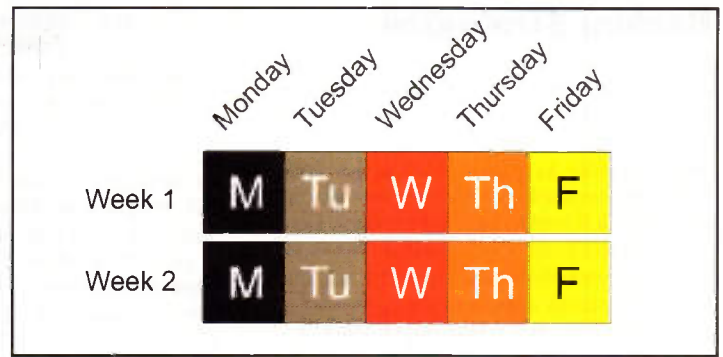 Monday Tuesday Wednesday Thursday Friday
Week 1 M Tu W Th F
Week 2 M Tu W Th F